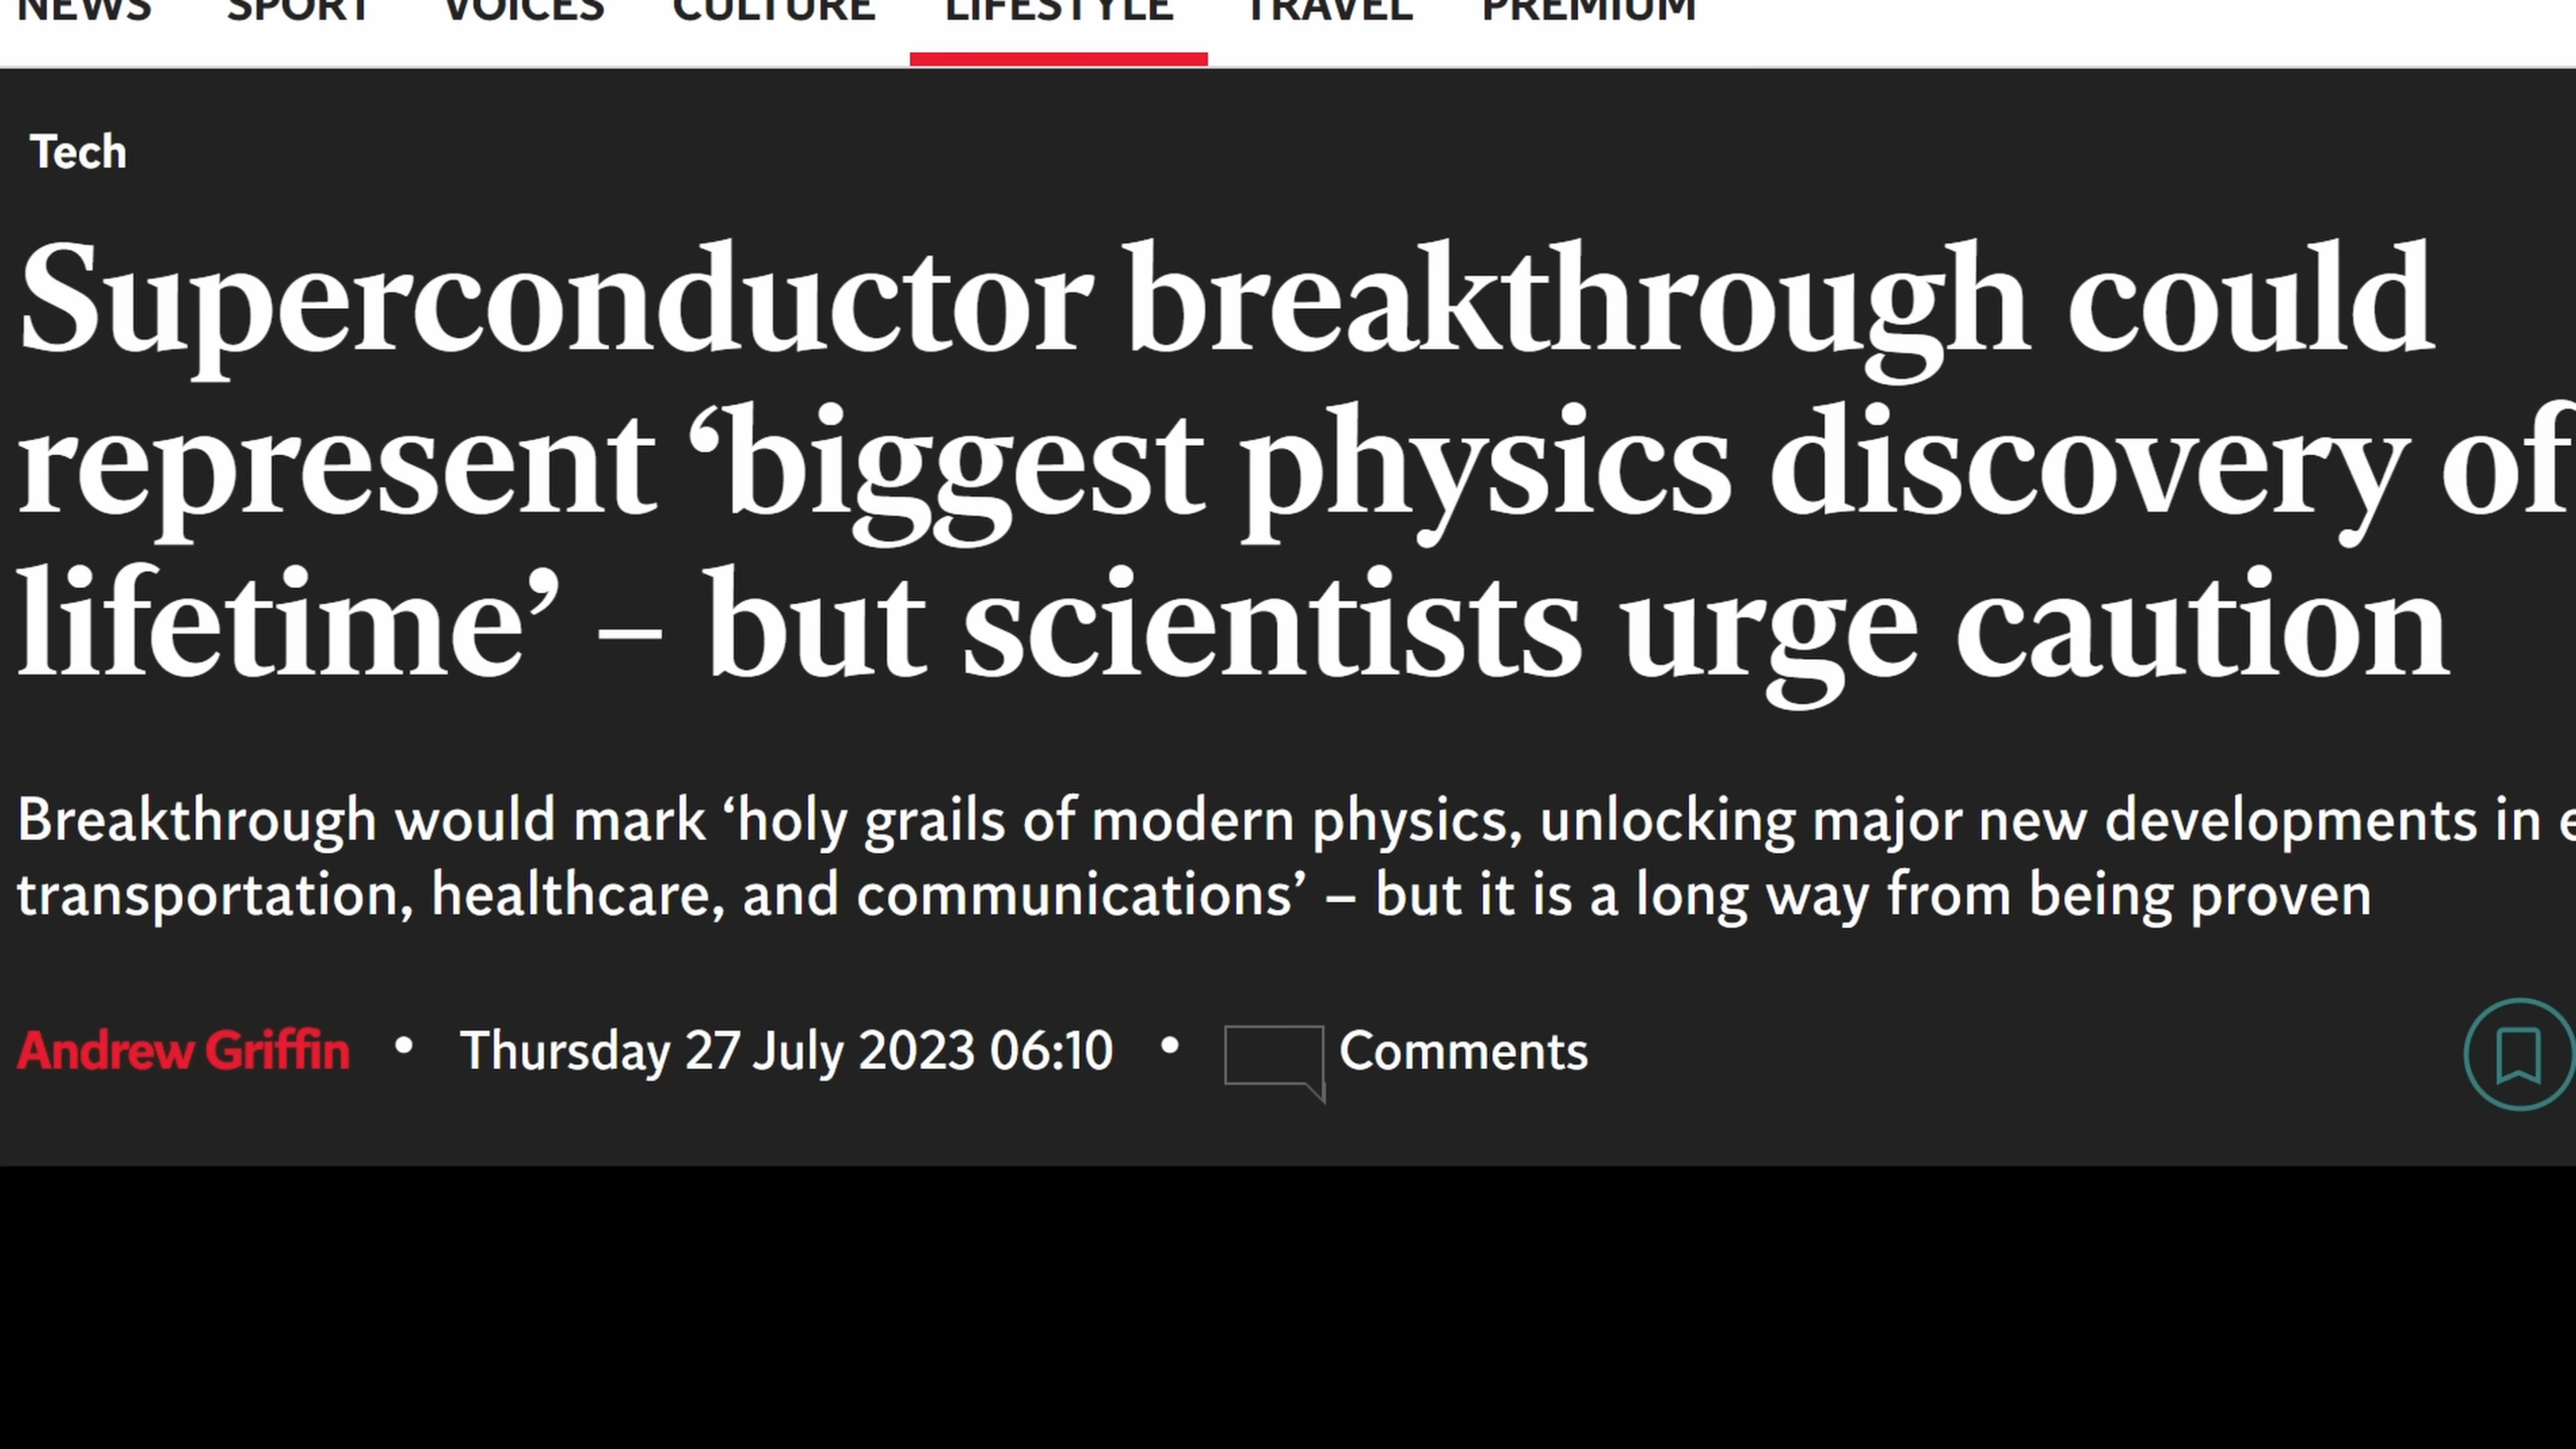 NEWS SPORT VOICES CULTURE LIFESTYLE TRAVEL PREMIUM
Tech
Superconductor breakthrough could
represent ‘biggest physics discovery of
lifetime’ – but scientists urge caution
Breakthrough would mark ‘holy grails of modern physics, unlocking major new developments in
transportation, healthcare, and communications’ – but it is a long way from being proven
Andrew Griffin • Thursday 27 July 2023 06:10 • Comments